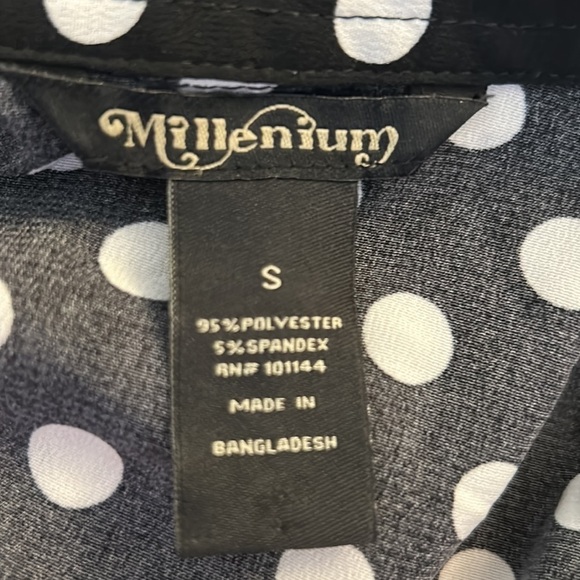 Millenium
S
95%POLYESTER
5%SPANDEX
RN# 101144
MADE IN
BANGLADESH